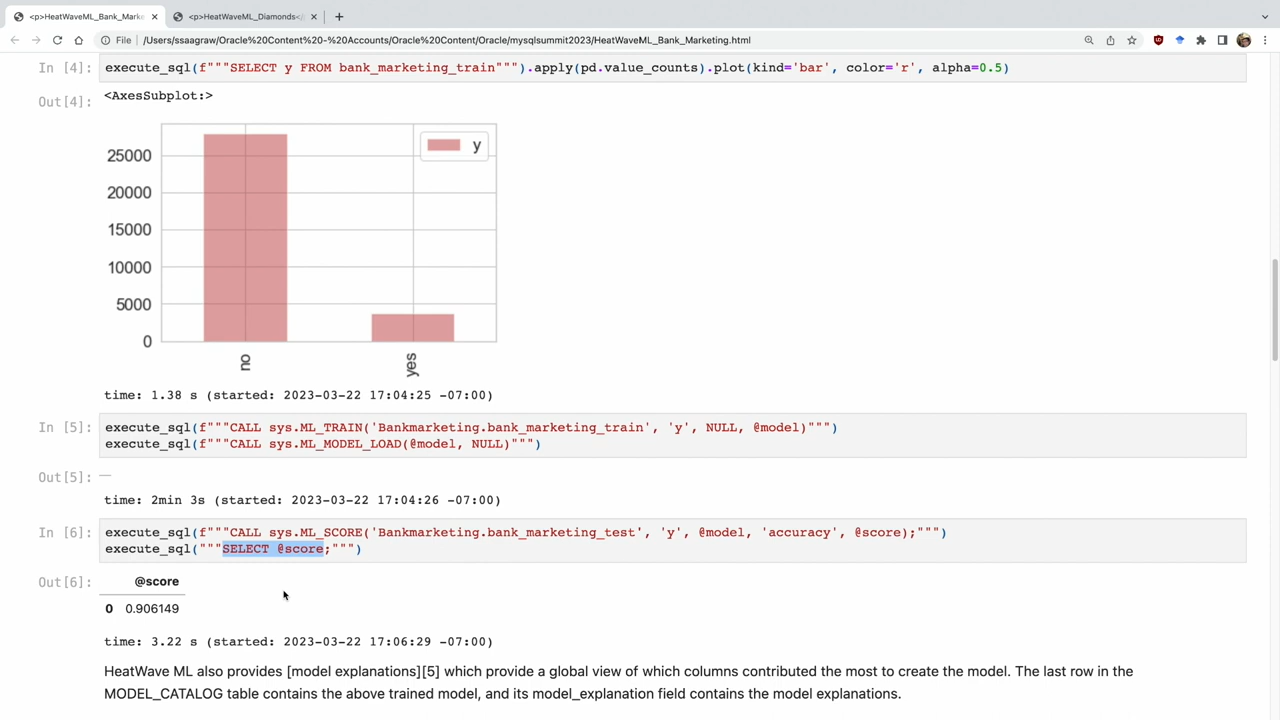 <p>HeatWaveML_Bank_Marke
<p>HeatWaveML_Diamonds</
File /Users/ssaagraw/Oracle%20Content%20-%20Accounts/Oracle%20Content/Oracle/mysqlsummit2023/HeatWaveML_Bank_Marketing.html
In [4]: execute_sql(f"""SELECT y FROM bank_marketing_train""").apply(pd.value_counts).plot(kind='bar', color='r', alpha=0.5)
Out[4]: <AxesSubplot:>
y
25000
20000
15000
10000
5000
0
no
yes
time: 1.38 s (started: 2023-03-22 17:04:25 -07:00)
In [5]: execute_sql(f"""CALL sys.ML_TRAIN('Bankmarketing.bank_marketing_train', 'y', NULL, @model)""")
execute_sql(f"""CALL sys.ML_MODEL_LOAD(@model, NULL)""")
Out[5]: —
time: 2min 3s (started: 2023-03-22 17:04:26 -07:00)
In [6]: execute_sql(f"""CALL sys.ML_SCORE('Bankmarketing.bank_marketing_test', 'y', @model, 'accuracy', @score);""")
execute_sql("""SELECT @score;""")
Out[6]: @score
0 0.906149
time: 3.22 s (started: 2023-03-22 17:06:29 -07:00)
HeatWave ML also provides [model explanations][5] which provide a global view of which columns contributed the most to create the model. The last row in the
MODEL_CATALOG table contains the above trained model, and its model_explanation field contains the model explanations.